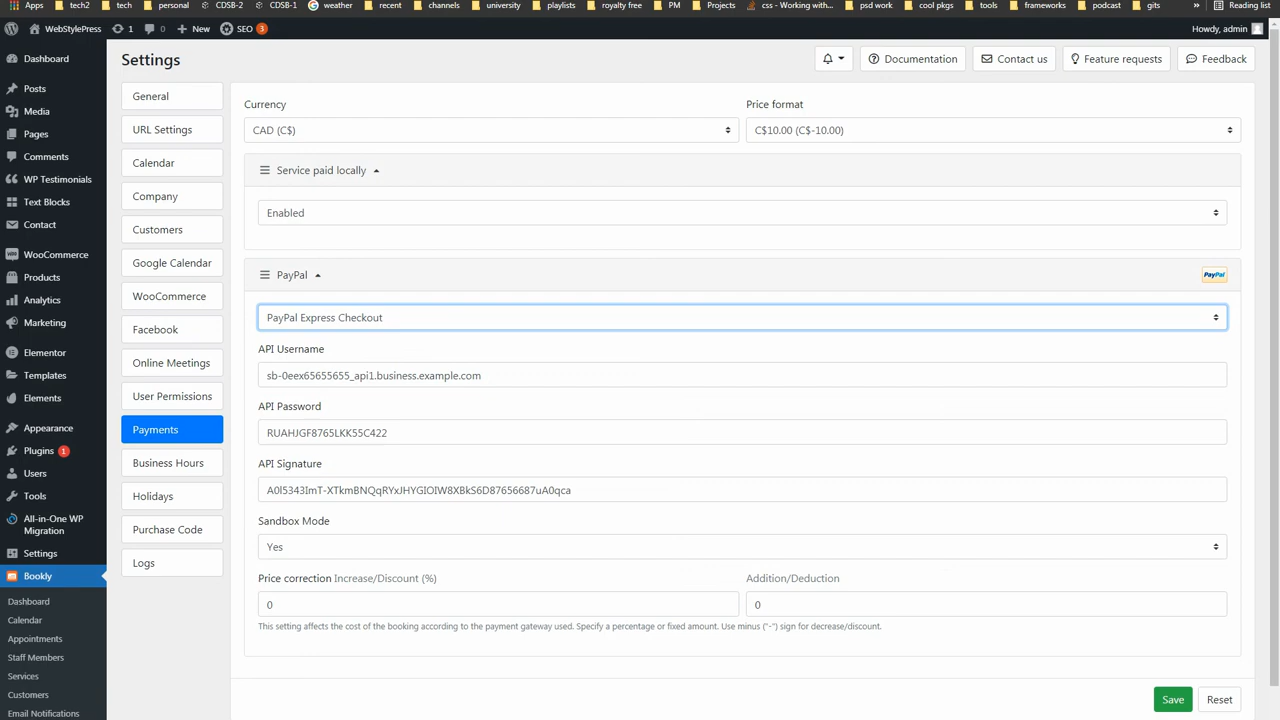 Apps
tech2
tech
personal
CDSB-2
CDSB-1
weather
recent
channels
university
playlists
royalty free
PM
Projects
css - Working with...
psd work
cool pkgs
tools
frameworks
podcast
gits
»
Reading list
WebStylePress
1
0
New
SEO
3
Howdy, admin
Dashboard
Posts
Media
Pages
Comments
WP Testimonials
Text Blocks
Contact
WooCommerce
Products
Analytics
Marketing
Elementor
Templates
Elements
Appearance
Plugins 1
Users
Tools
All-in-One WP
Migration
Settings
Bookly
Dashboard
Calendar
Appointments
Staff Members
Services
Customers
Email Notifications
Settings
Documentation
Contact us
Feature requests
Feedback
General
URL Settings
Calendar
Company
Customers
Google Calendar
WooCommerce
Facebook
Online Meetings
User Permissions
Payments
Business Hours
Holidays
Purchase Code
Logs
Currency
CAD (C$)
Price format
C$10.00 (C$-10.00)
Service paid locally
Enabled
PayPal
PayPal
PayPal Express Checkout
API Username
sb-0eex65655655_api1.business.example.com
API Password
RUAHJGF8765LKK55C422
API Signature
A0l5343ImT-XTkmBNQqRYxJHYGIOIW8XBkS6D87656687uA0qca
Sandbox Mode
Yes
Price correction Increase/Discount (%)
0
Addition/Deduction
0
This setting affects the cost of the booking according to the payment gateway used. Specify a percentage or fixed amount. Use minus ("-") sign for decrease/discount.
Save
Reset